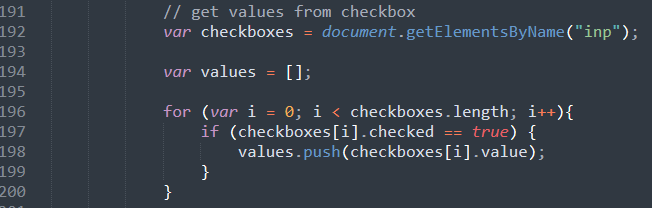 191 // get values from checkbox
192 var checkboxes = document.getElementsByName("inp");
193
194 var values = [];
195
196 for (var i = 0; i < checkboxes.length; i++){
197 if (checkboxes[i].checked == true) {
198 values.push(checkboxes[i].value);
199 }
200 }